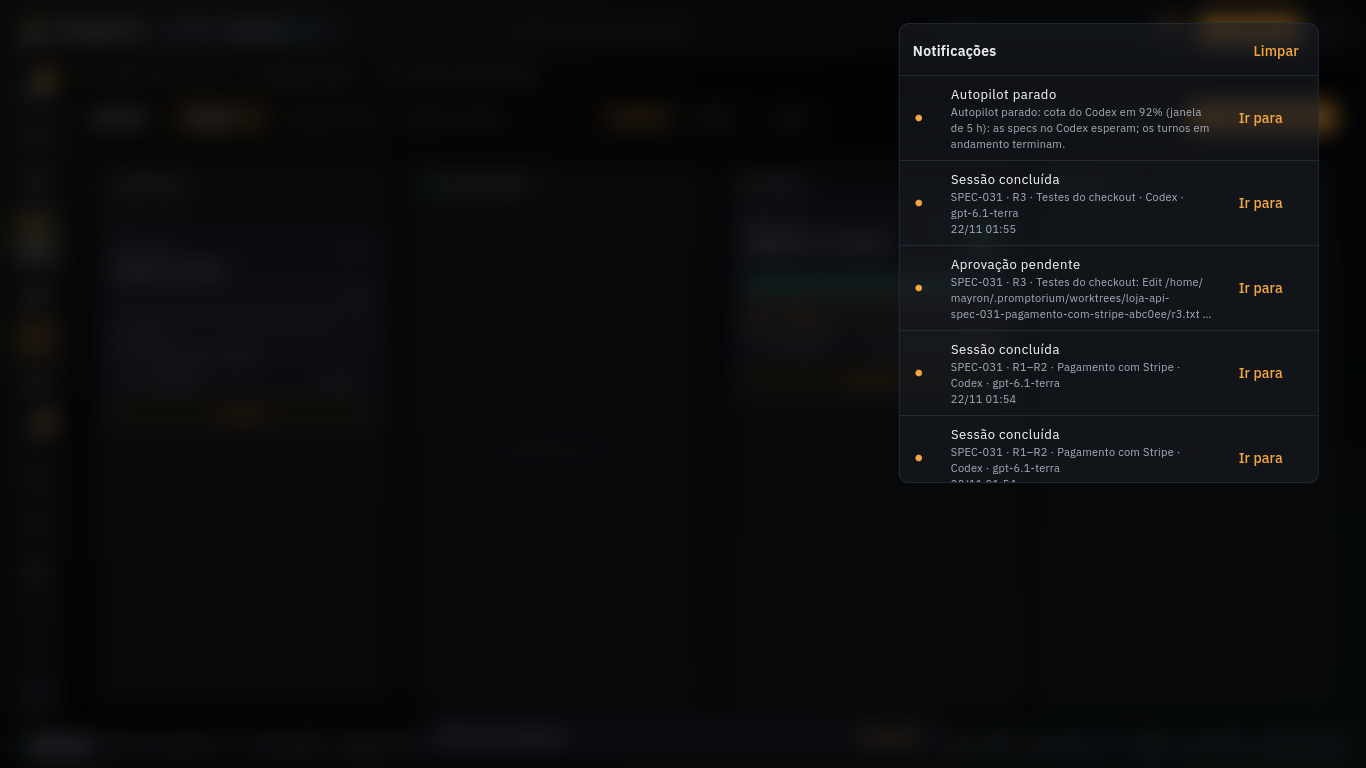 Notificações
Limpar
Autopilot parado
Autopilot parado: cota do Codex em 92% (janela
de 5 h): as specs no Codex esperam; os turnos em
andamento terminam.
Ir para
Sessão concluída
SPEC-031 · R3 · Testes do checkout · Codex ·
gpt-6.1-terra
22/11 01:55
Ir para
Aprovação pendente
SPEC-031 · R3 · Testes do checkout: Edit /home/
mayron/.promptorium/worktrees/loja-api-
spec-031-pagamento-com-stripe-abc0ee/r3.txt …
Ir para
Sessão concluída
SPEC-031 · R1–R2 · Pagamento com Stripe ·
Codex · gpt-6.1-terra
22/11 01:54
Ir para
Sessão concluída
SPEC-031 · R1–R2 · Pagamento com Stripe ·
Codex · gpt-6.1-terra
Ir para